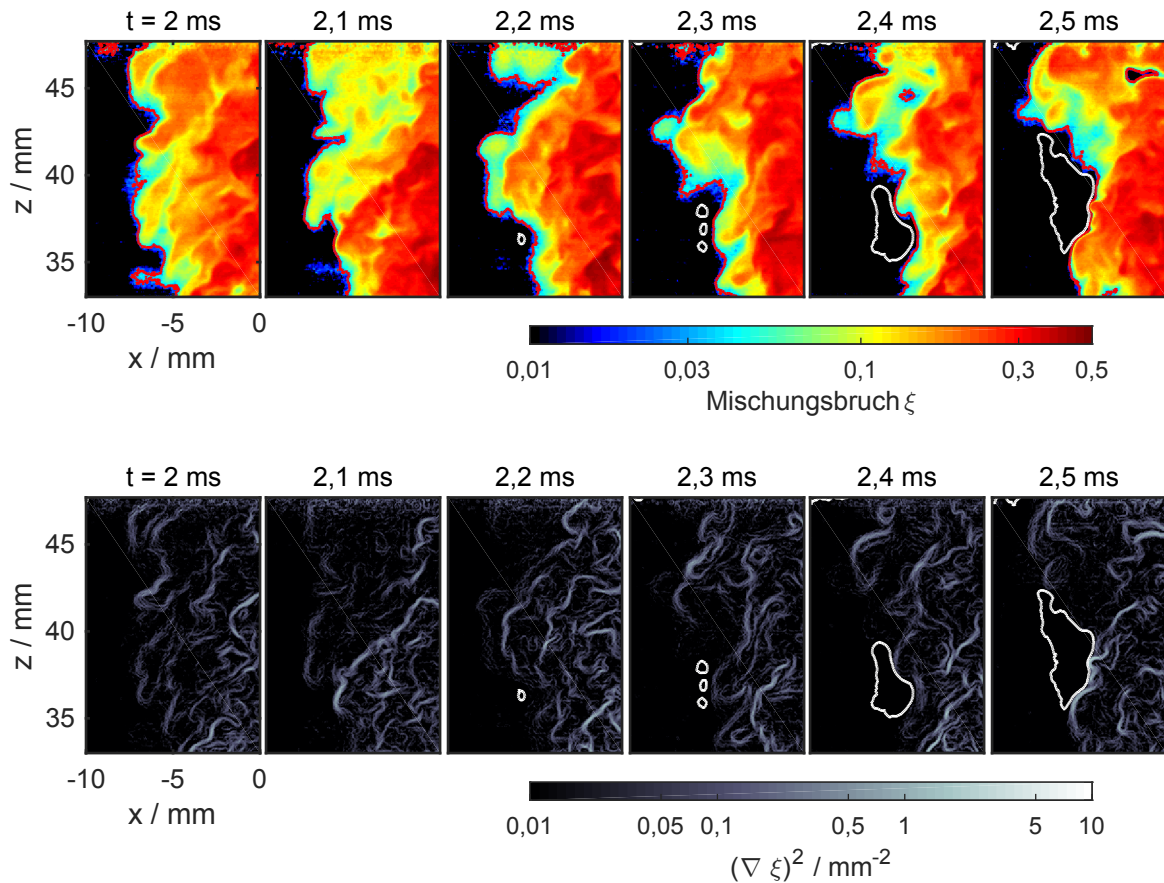 t = 2 ms 2,1 ms 2,2 ms 2,3 ms 2,4 ms 2,5 ms
45
40
35
z / mm
-10 -5 0
x / mm
0,01 0,03 0,1 0,3 0,5
Mischungsbruch ξ
t = 2 ms 2,1 ms 2,2 ms 2,3 ms 2,4 ms 2,5 ms
45
40
35
z / mm
-10 -5 0
x / mm
0,01 0,05 0,1 0,5 1 5 10
(∇ ξ)² / mm⁻²